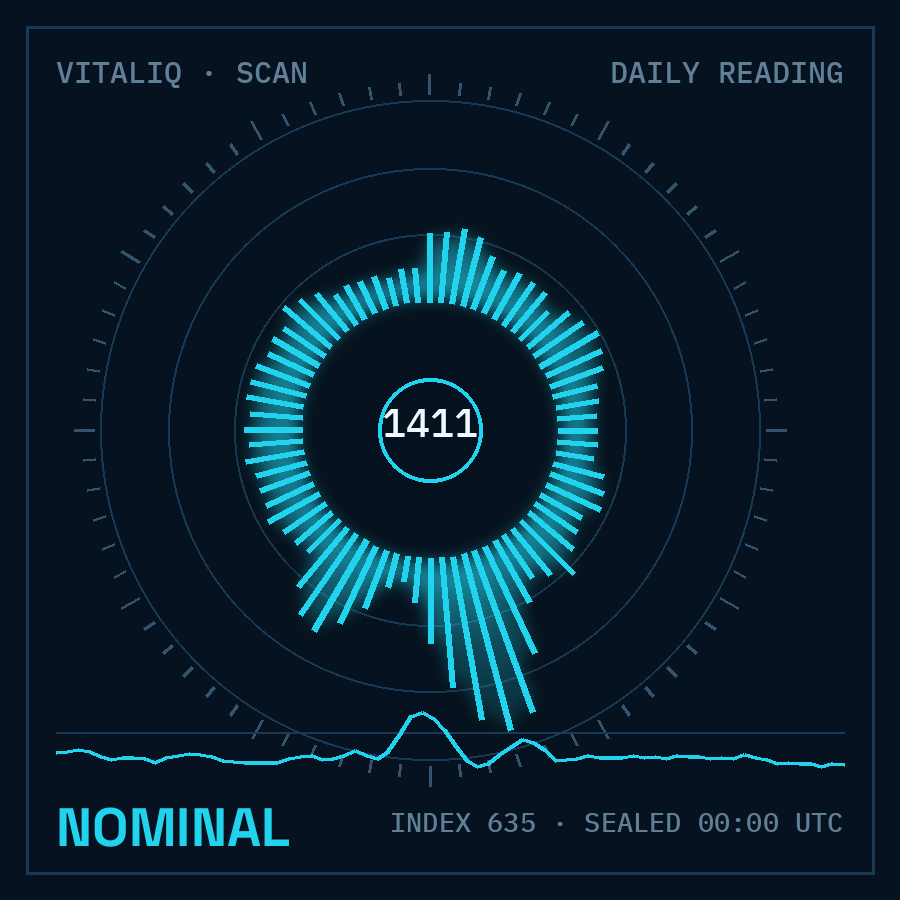 VITALIQ · SCAN
DAILY READING
1411
NOMINAL
INDEX 635 · SEALED 00:00 UTC